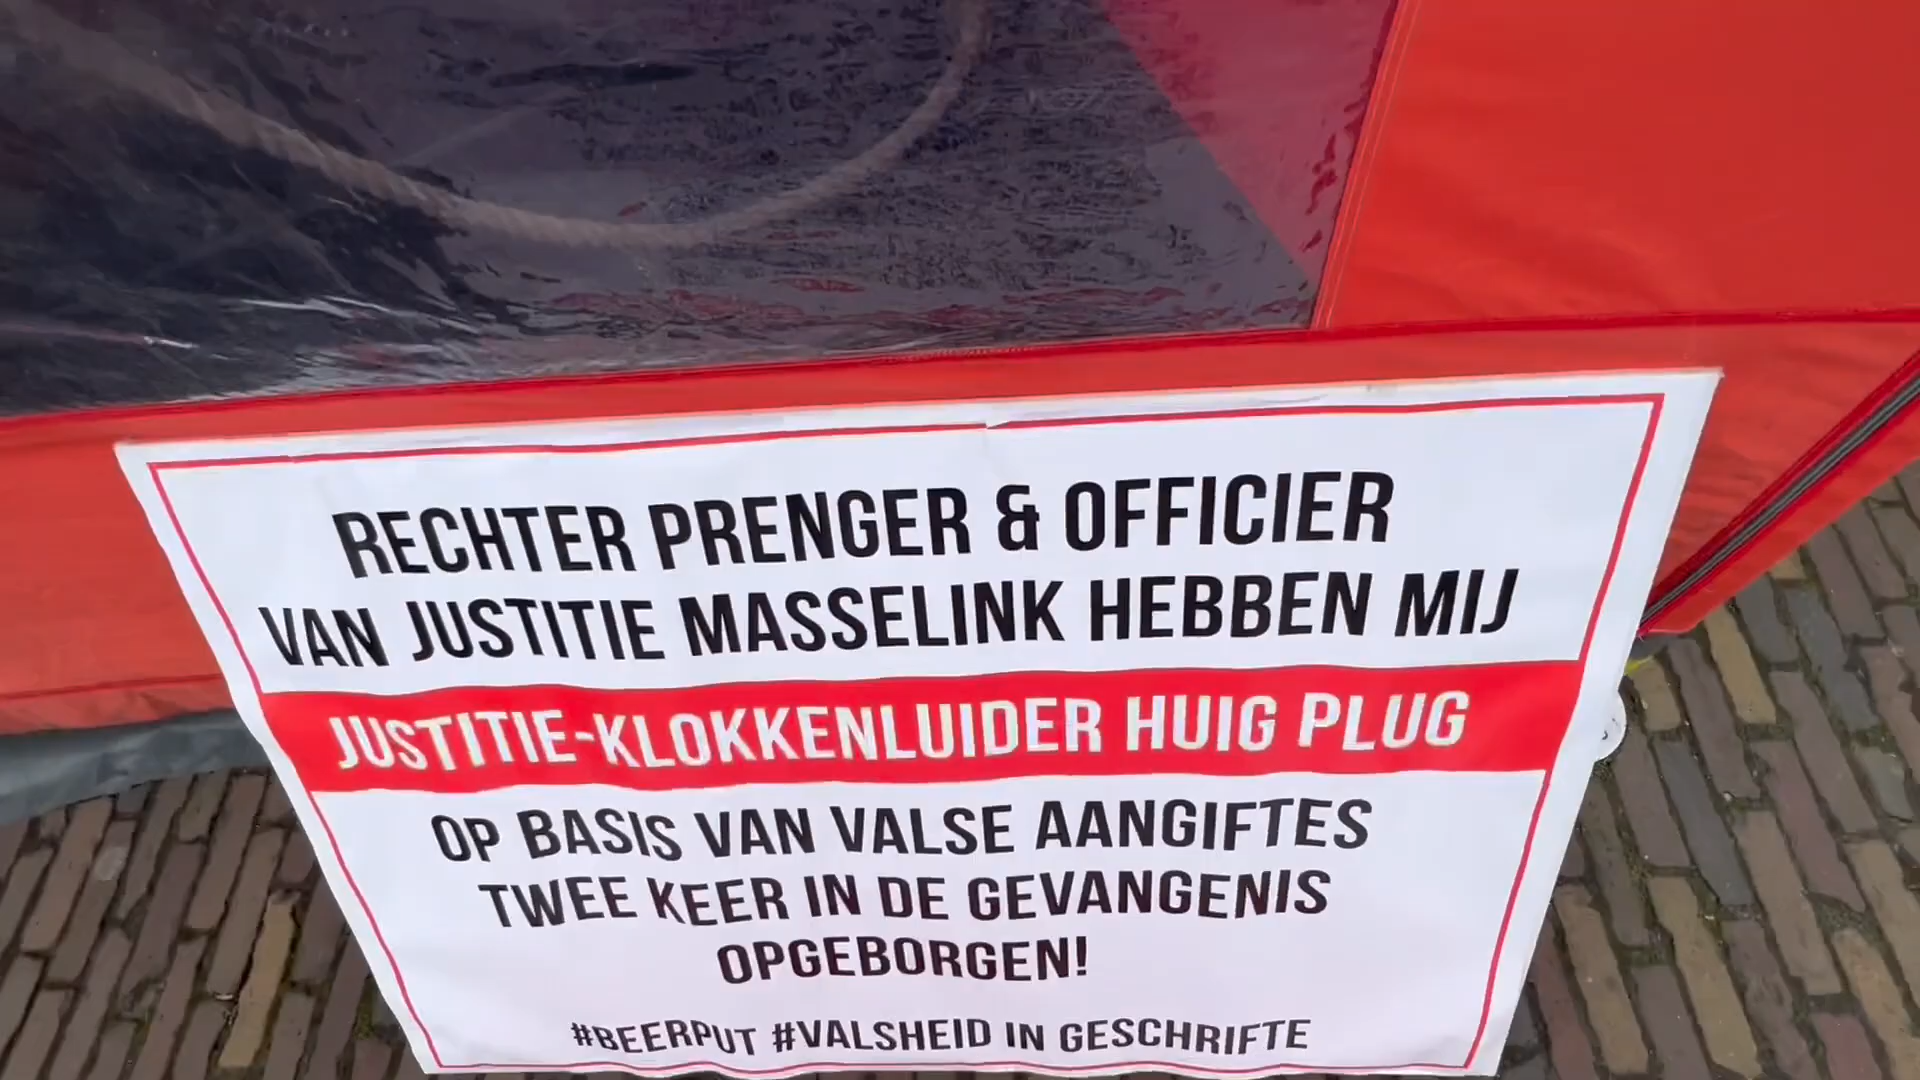 RECHTER PRENGER & OFFICIER
VAN JUSTITIE MASSELINK HEBBEN MIJ
JUSTITIE-KLOKKENLUIDER HUIG PLUG
OP BASIS VAN VALSE AANGIFTES
TWEE KEER IN DE GEVANGENIS
OPGEBORGEN!
#BEERPUT #VALSHEID IN GESCHRIFTE